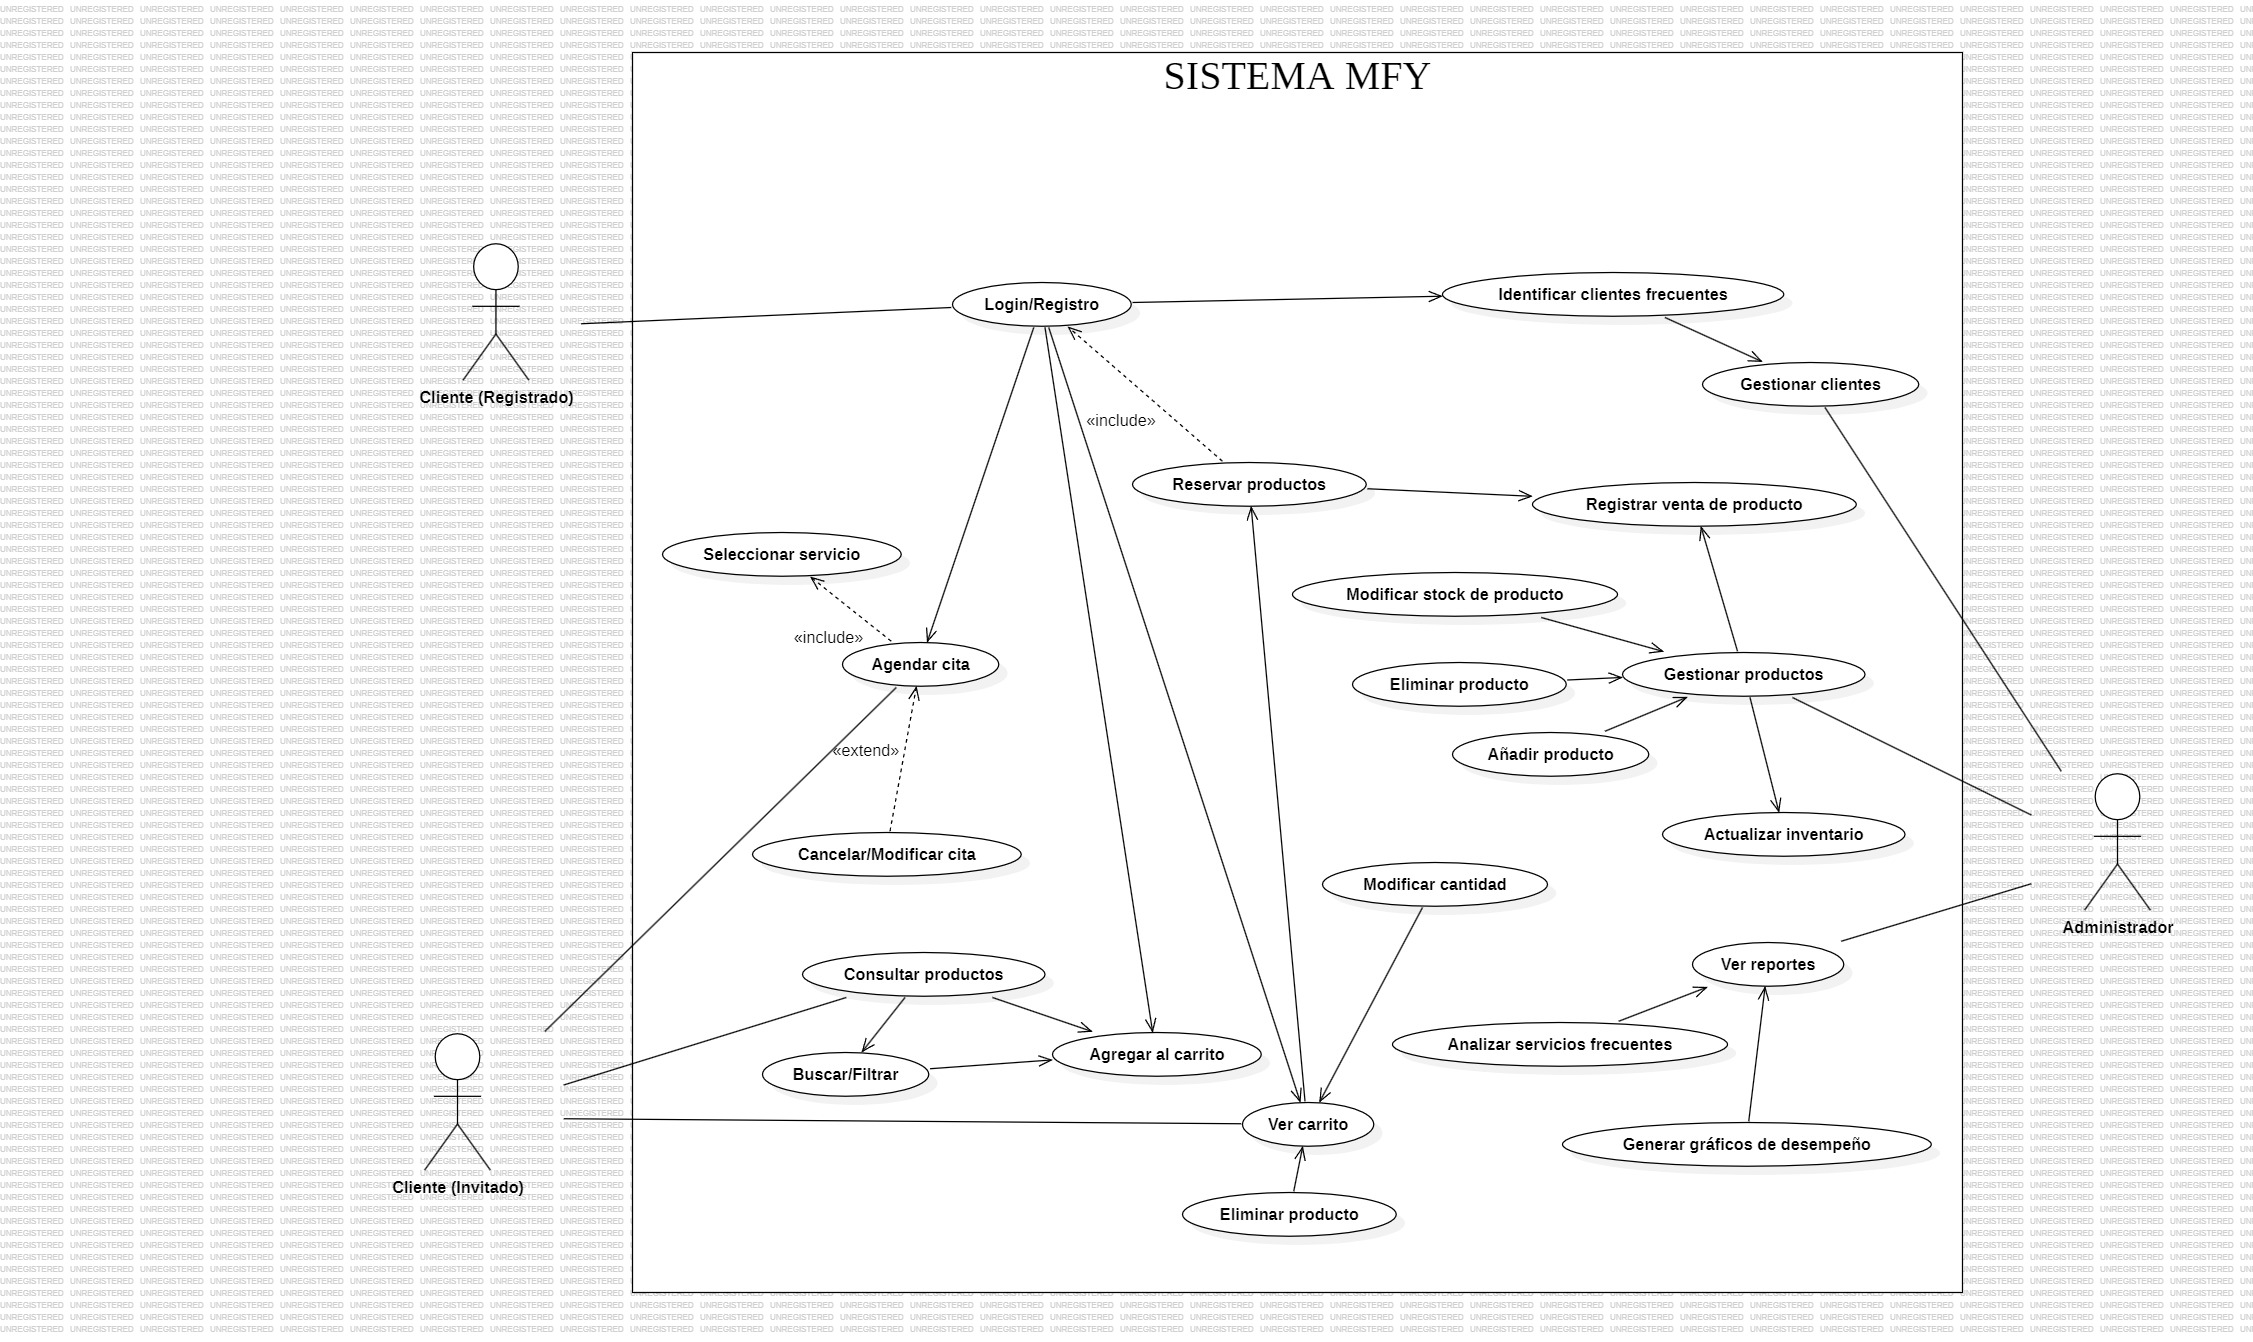 SISTEMA MFY
Login/Registro
Identificar clientes frecuentes
Gestionar clientes
Cliente (Registrado)
«include»
Reservar productos
Registrar venta de producto
Seleccionar servicio
Modificar stock de producto
«include»
Agendar cita
Gestionar productos
Eliminar producto
«extend»
Añadir producto
Actualizar inventario
Cancelar/Modificar cita
Modificar cantidad
Administrador
Ver reportes
Consultar productos
Analizar servicios frecuentes
Agregar al carrito
Buscar/Filtrar
Ver carrito
Generar gráficos de desempeño
Cliente (Invitado)
Eliminar producto
UNREGISTERED